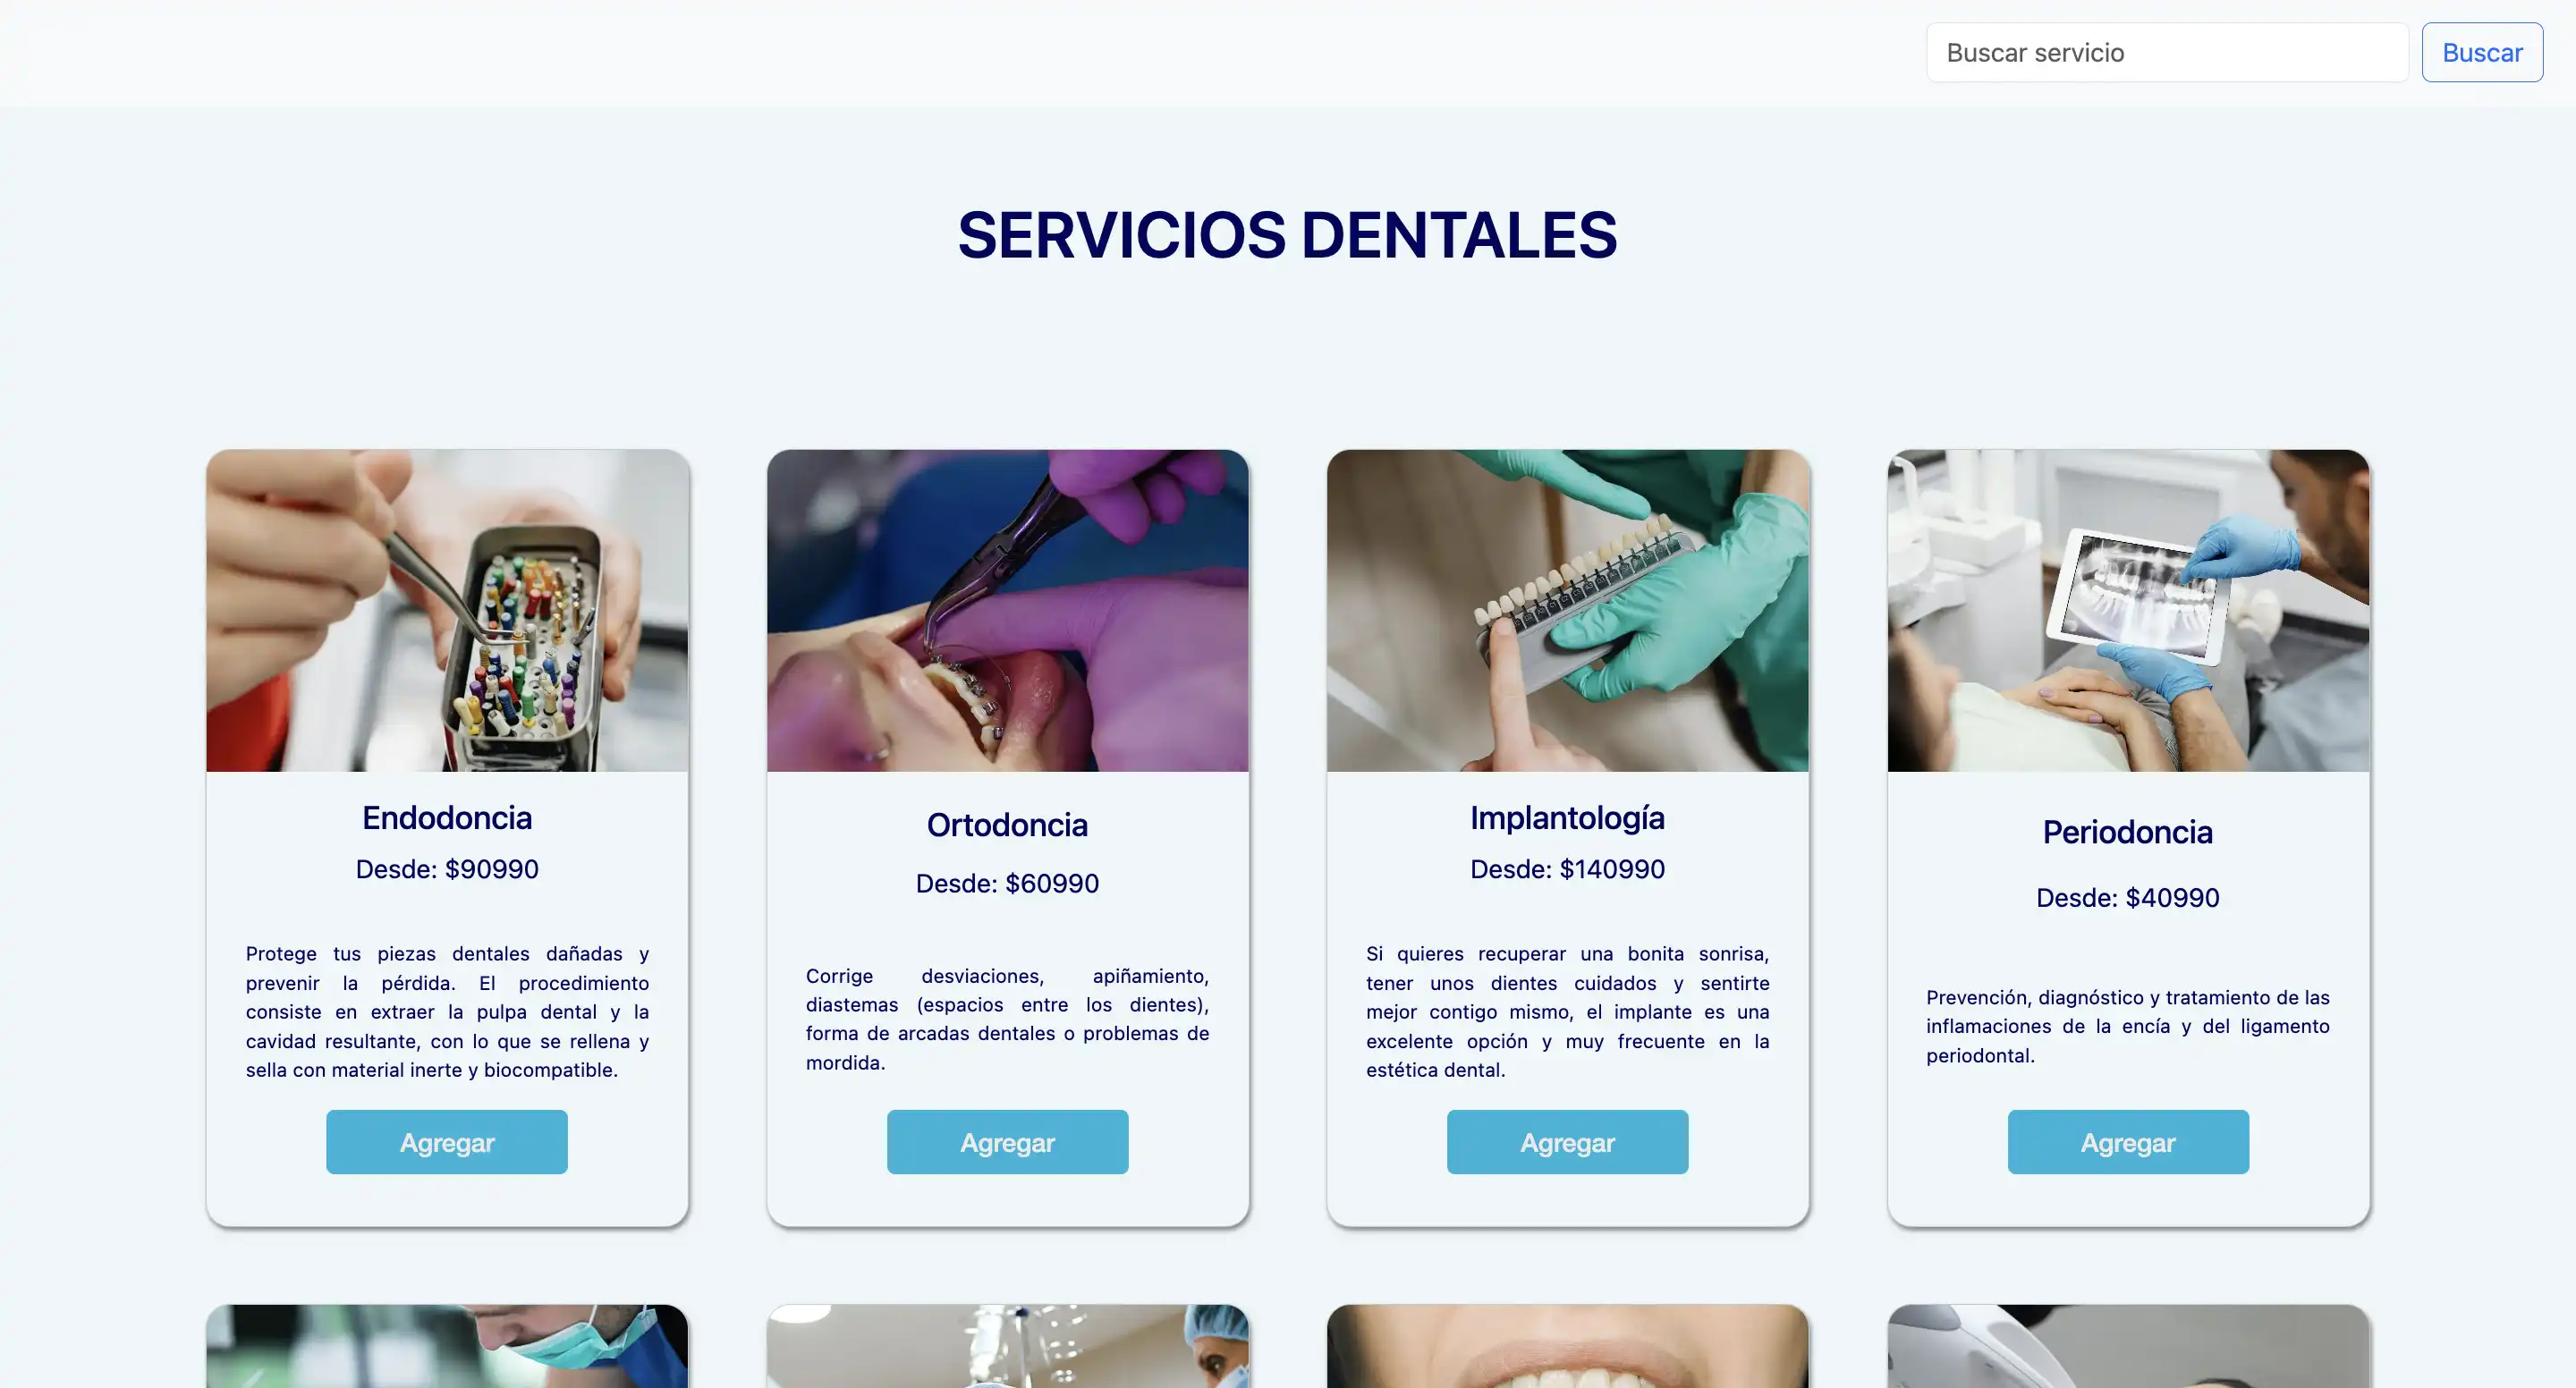 Buscar servicio
Buscar
SERVICIOS DENTALES
Endodoncia
Desde: $90990
Protege tus piezas dentales dañadas y
prevenir la pérdida. El procedimiento
consiste en extraer la pulpa dental y la
cavidad resultante, con lo que se rellena y
sella con material inerte y biocompatible.
Agregar
Ortodoncia
Desde: $60990
Corrige desviaciones, apiñamiento,
diastemas (espacios entre los dientes),
forma de arcadas dentales o problemas de
mordida.
Agregar
Implantología
Desde: $140990
Si quieres recuperar una bonita sonrisa,
tener unos dientes cuidados y sentirte
mejor contigo mismo, el implante es una
excelente opción y muy frecuente en la
estética dental.
Agregar
Periodoncia
Desde: $40990
Prevención, diagnóstico y tratamiento de las
inflamaciones de la encía y del ligamento
periodontal.
Agregar